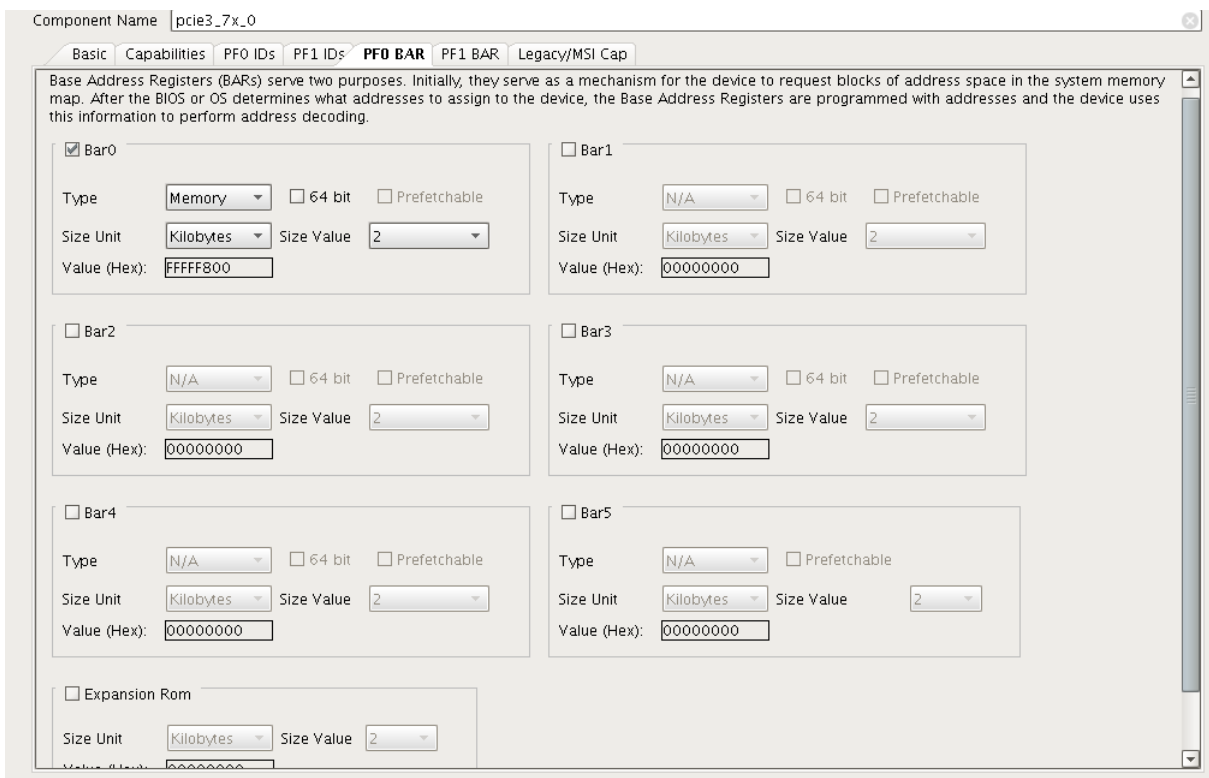 Component Name pcie3_7x_0
Basic Capabilities PF0 IDs PF1 IDs PF0 BAR PF1 BAR Legacy/MSI Cap
Base Address Registers (BARs) serve two purposes. Initially, they serve as a mechanism for the device to request blocks of address space in the system memory
map. After the BIOS or OS determines what addresses to assign to the device, the Base Address Registers are programmed with addresses and the device uses
this information to perform address decoding.
Bar0 Bar1
Type Memory 64 bit Prefetchable Type N/A 64 bit Prefetchable
Size Unit Kilobytes Size Value 2 Size Unit Kilobytes Size Value 2
Value (Hex): FFFFF800 Value (Hex): 00000000
Bar2 Bar3
Type N/A 64 bit Prefetchable Type N/A 64 bit Prefetchable
Size Unit Kilobytes Size Value 2 Size Unit Kilobytes Size Value 2
Value (Hex): 00000000 Value (Hex): 00000000
Bar4 Bar5
Type N/A 64 bit Prefetchable Type N/A Prefetchable
Size Unit Kilobytes Size Value 2 Size Unit Kilobytes Size Value 2
Value (Hex): 00000000 Value (Hex): 00000000
Expansion Rom
Size Unit Kilobytes Size Value 2
Value (Hex): 00000000